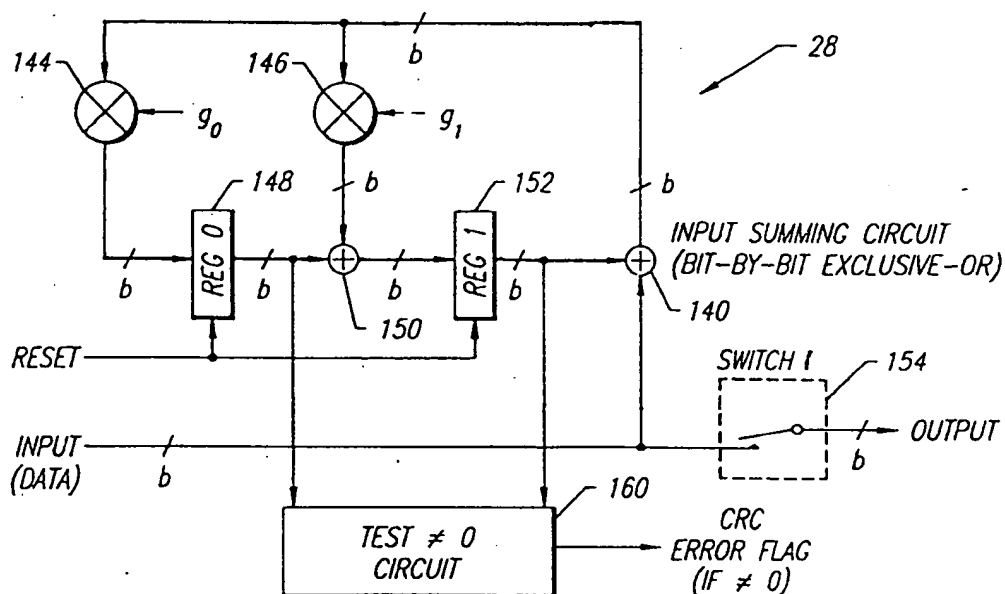 b
28
144
146
g0
g1
148
b
152
b
REG 0
REG 1
INPUT SUMMING CIRCUIT
(BIT-BY-BIT EXCLUSIVE-OR)
b
b
b
b
150
140
RESET
SWITCH 1
154
INPUT
(DATA)
b
b
OUTPUT
160
TEST ≠ 0
CIRCUIT
CRC
ERROR FLAG
(IF ≠ 0)